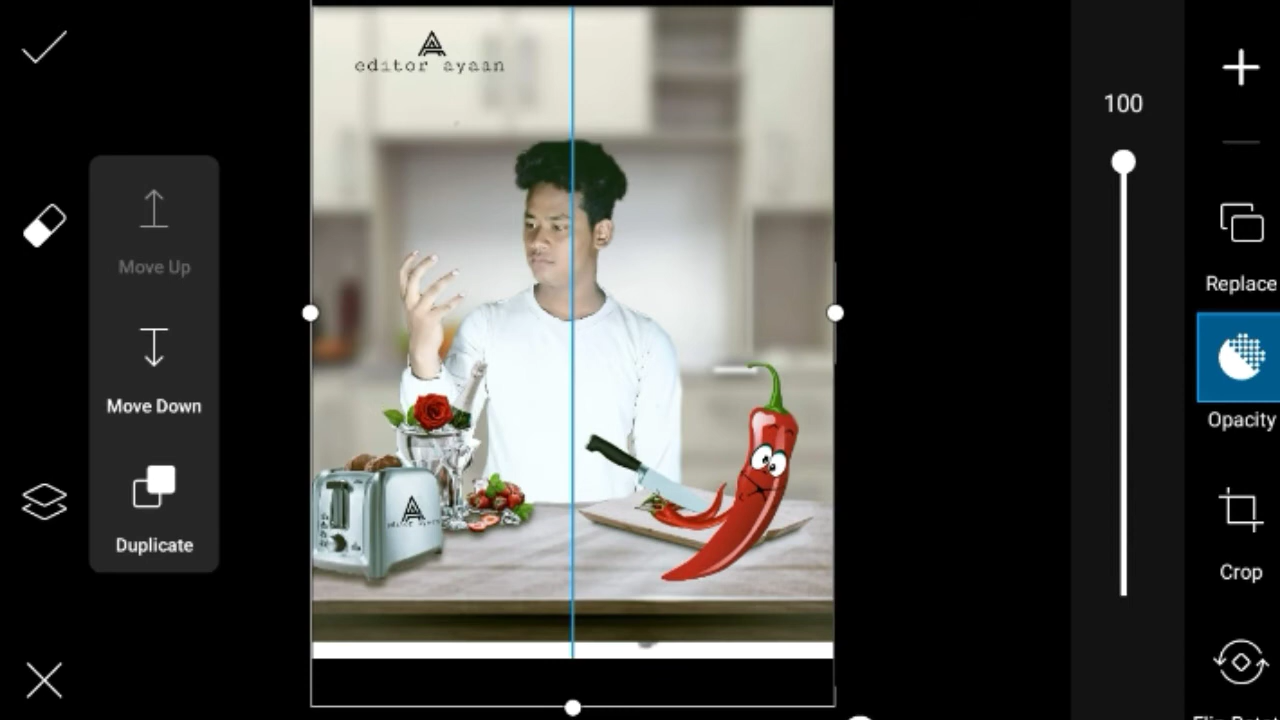 editor ayaan
100
Move Up
Replace
Move Down
Opacity
Duplicate
Crop